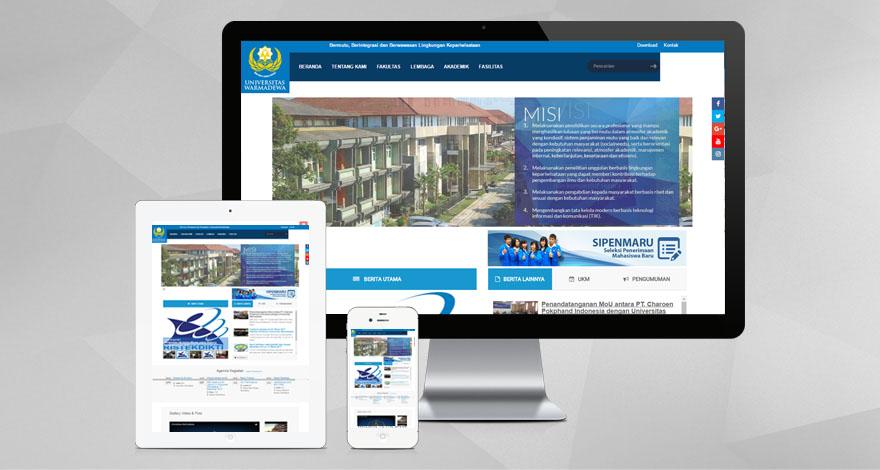 Bermutu, Berintegrasi dan Berwawasan Lingkungan Kepariwisataan
Download Kontak
UNIVERSITAS
WARMADEWA
BERANDA TENTANG KAMI FAKULTAS LEMBAGA AKADEMIK FASILITAS
Pencarian
MISI
1. Melaksanakan pendidikan secara profesional yang mampu
menghasilkan lulusan yang bermutu dalam atmosfer akademik
yang kondusif, sistem penjaminan mutu yang baik dan relevan
dengan kebutuhan masyarakat (socialneeds), serta berorientasi
pada peningkatan relevansi, atmosfer akademik, manajemen
internal, keberlanjutan, kesetaraan dan efisiensi.
2. Melaksanakan penelitian unggulan berbasis lingkungan
kepariwisataan yang dapat memberi kontribusi terhadap
pengembangan ilmu dan kebutuhan masyarakat.
3. Melaksanakan pengabdian kepada masyarakat berbasis riset dan
sesuai dengan kebutuhan masyarakat.
4. Mengembangkan tata kelola modern berbasis teknologi
informasi dan komunikasi (TIK).
SIPENMARU
Seleksi Penerimaan
Mahasiswa Baru
BERITA UTAMA
BERITA LAINNYA UKM PENGUMUMAN
Penandatanganan MoU antara PT. Charoen
Pokphand Indonesia dengan Universitas
MISI
RISTEKDIKTI
Agenda Kegiatan
Gallery Video & Foto